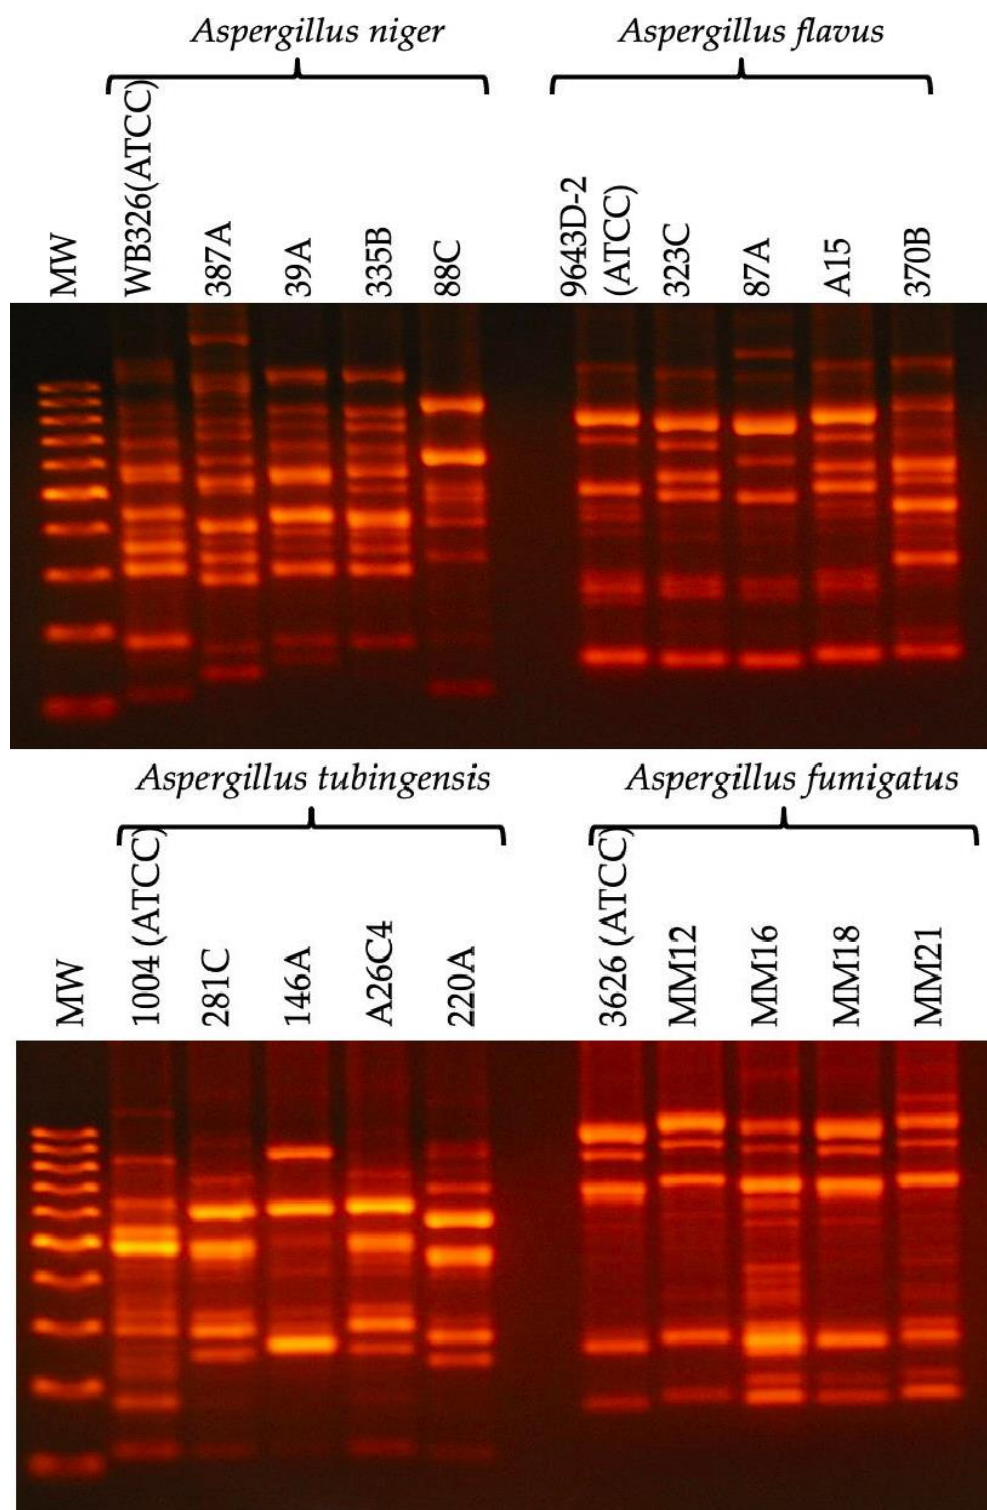 Aspergillus niger
Aspergillus flavus
MW
WB326(ATCC)
387A
39A
335B
88C
9643D-2
(ATCC)
323C
87A
A15
370B
Aspergillus tubingensis
Aspergillus fumigatus
MW
1004 (ATCC)
281C
146A
A26C4
220A
3626 (ATCC)
MM12
MM16
MM18
MM21